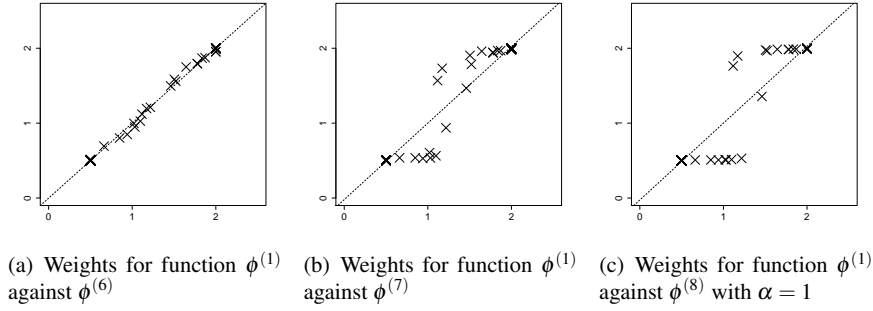 2
1
0
0 1 2
2
1
0
0 1 2
2
1
0
0 1 2
(a) Weights for function ϕ(1)
against ϕ(6)
(b) Weights for function ϕ(1)
against ϕ(7)
(c) Weights for function ϕ(1)
against ϕ(8) with α = 1